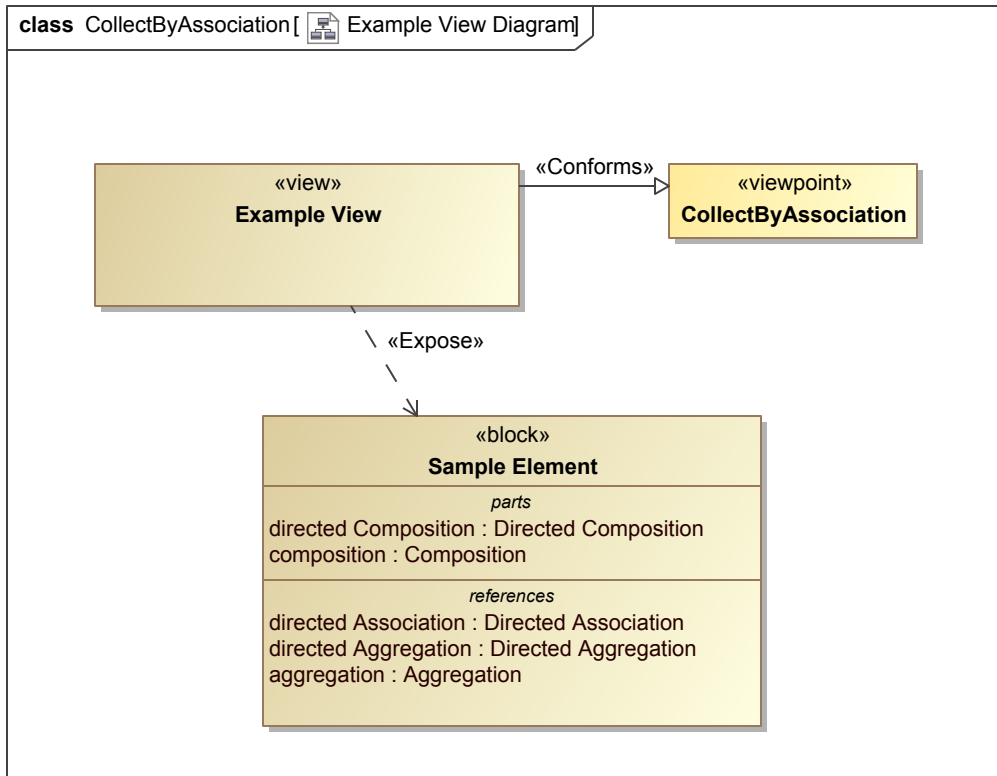 class CollectByAssociation [ Example View Diagram]
«view»
Example View
«Conforms»
«viewpoint»
CollectByAssociation
«Expose»
«block»
Sample Element
parts
directed Composition : Directed Composition
composition : Composition
references
directed Association : Directed Association
directed Aggregation : Directed Aggregation
aggregation : Aggregation